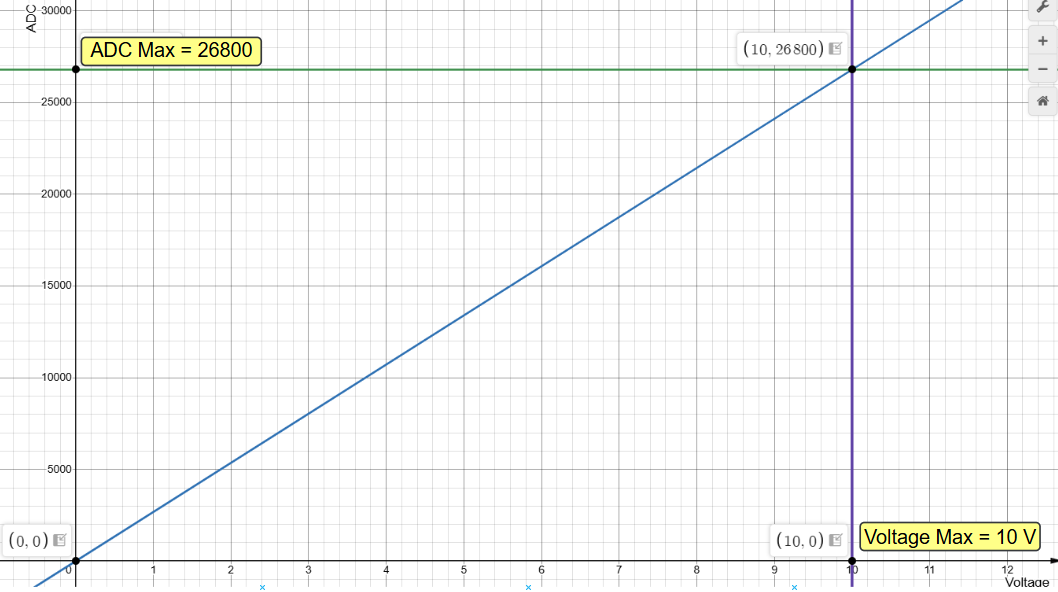 ADC
30000
ADC Max = 26800
(10, 26800)
25000
20000
15000
10000
5000
(0, 0)
(10, 0)
Voltage Max = 10 V
0 1 2 3 4 5 6 7 8 9 10 11 12
Voltage